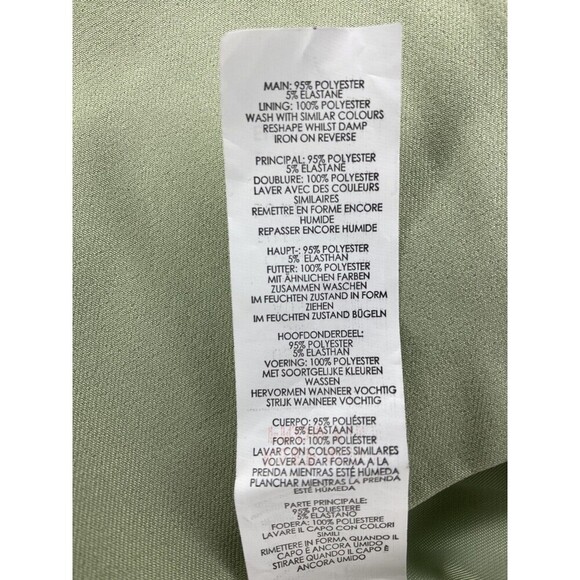 MAIN: 95% POLYESTER
5% ELASTANE
LINING: 100% POLYESTER
WASH WITH SIMILAR COLOURS
RESHAPE WHILST DAMP
IRON ON REVERSE
PRINCIPAL: 95% POLYESTER
5% ELASTANE
DOUBLURE: 100% POLYESTER
LAVER AVEC DES COULEURS
SIMILAIRES
REMETTRE EN FORME ENCORE
HUMIDE
REPASSER ENCORE HUMIDE
HAUPT-: 95% POLYESTER
5% ELASTHAN
FUTTER: 100% POLYESTER
MIT ÄHNLICHEN FARBEN
ZUSAMMEN WASCHEN
IM FEUCHTEN ZUSTAND IN FORM
ZIEHEN
IM FEUCHTEN ZUSTAND BÜGELN
HOOFDONDERDEEL:
95% POLYESTER
5% ELASTHAN
VOERING: 100% POLYESTER
MET SOORTGELIJKE KLEUREN
WASSEN
HERVORMEN WANNEER VOCHTIG
STRIJK WANNEER VOCHTIG
CUERPO: 95% POLIÉSTER
5% ELASTAAN
FORRO: 100% POLIÉSTER
LAVAR CON COLORES SIMILARES
VOLVER A DAR FORMA A LA
PRENDA MIENTRAS ESTÉ HÚMEDA
PLANCHAR MIENTRAS LA PRENDA
ESTÉ HÚMEDA
PARTE PRINCIPALE:
95% POLIESTERE
5% ELASTANO
FODERA: 100% POLIESTERE
LAVARE IL CAPO CON COLORI
SIMILI
RIMETTERE IN FORMA QUANDO IL
CAPO È ANCORA UMIDO
STIRARE QUANDO IL CAPO È
ANCORA UMIDO